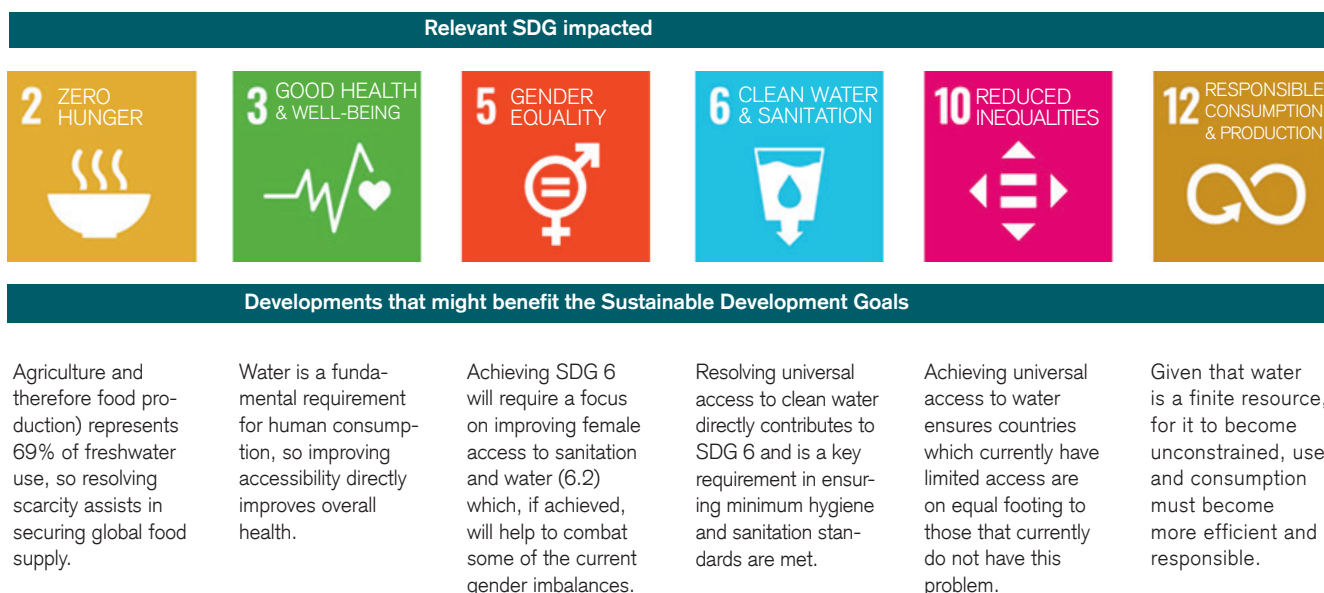 Relevant SDG impacted
2 ZERO
HUNGER
3 GOOD HEALTH
& WELL-BEING
5 GENDER
EQUALITY
6 CLEAN WATER
& SANITATION
10 REDUCED
INEQUALITIES
12 RESPONSIBLE
CONSUMPTION
& PRODUCTION
Developments that might benefit the Sustainable Development Goals
Agriculture and
therefore food pro-
duction) represents
69% of freshwater
use, so resolving
scarcity assists in
securing global food
supply.
Water is a funda-
mental requirement
for human consump-
tion, so improving
accessibility directly
improves overall
health.
Achieving SDG 6
will require a focus
on improving female
access to sanitation
and water (6.2)
which, if achieved,
will help to combat
some of the current
gender imbalances.
Resolving universal
access to clean water
directly contributes to
SDG 6 and is a key
requirement in ensur-
ing minimum hygiene
and sanitation stan-
dards are met.
Achieving universal
access to water
ensures countries
which currently have
limited access are
on equal footing to
those that currently
do not have this
problem.
Given that water
is a finite resource,
for it to become
unconstrained, use
and consumption
must become
more efficient and
responsible.